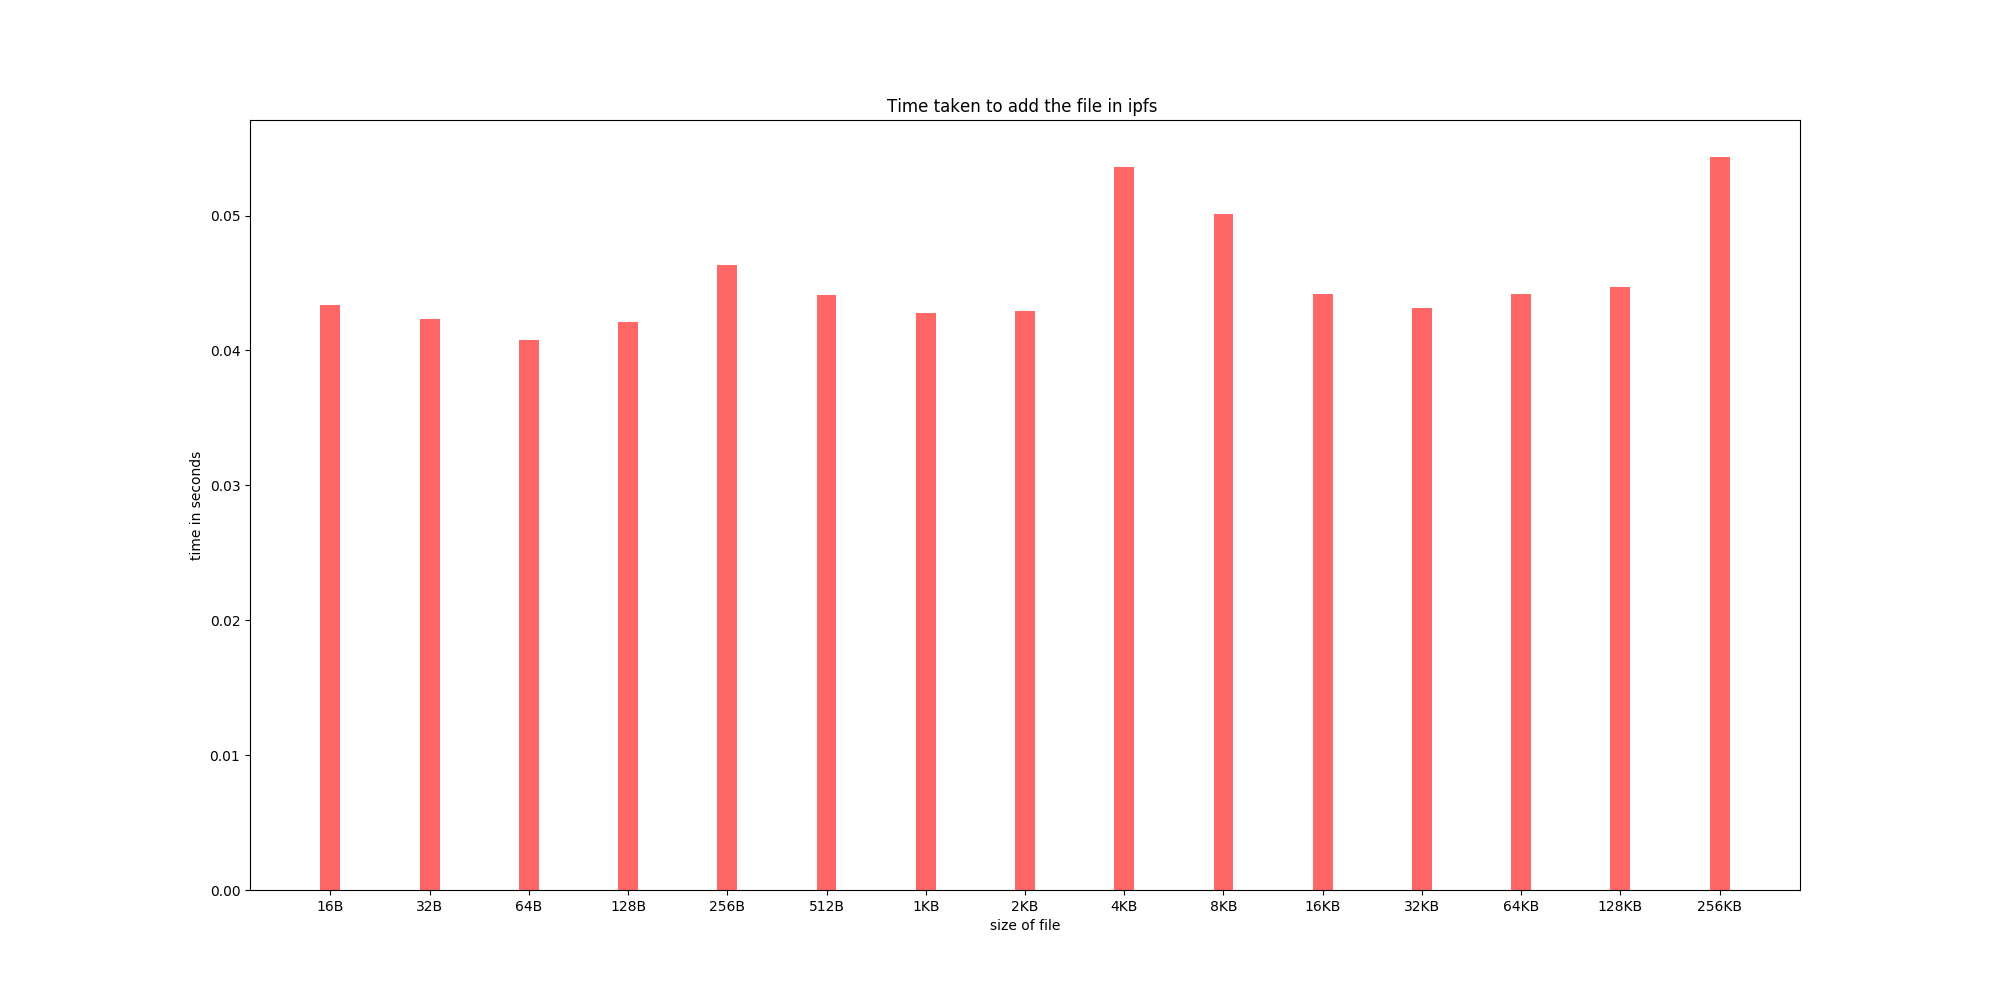 Time taken to add the file in ipfs
0.05
0.04
0.03
0.02
0.01
0.00
time in seconds
16B 32B 64B 128B 256B 512B 1KB 2KB 4KB 8KB 16KB 32KB 64KB 128KB 256KB
size of file